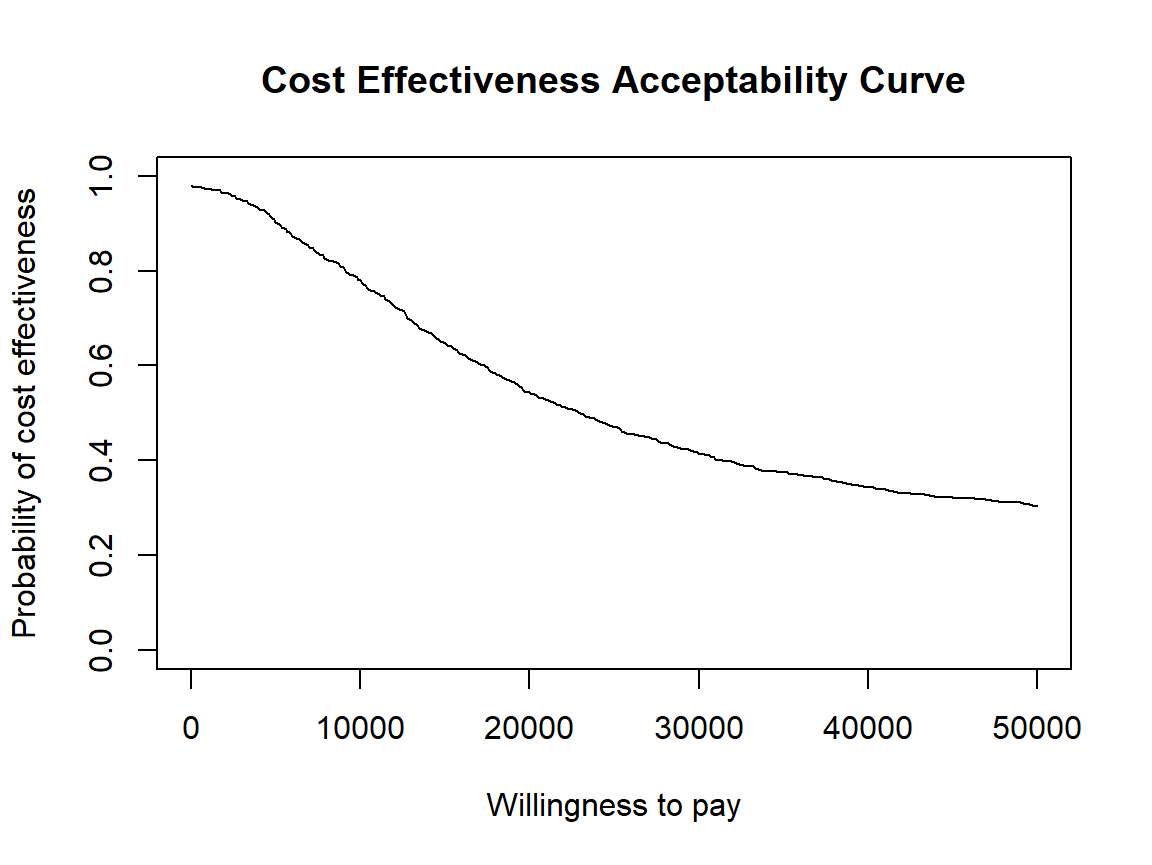 Cost Effectiveness Acceptability Curve
Probability of cost effectiveness
1.0
0.8
0.6
0.4
0.2
0.0
0 10000 20000 30000 40000 50000
Willingness to pay